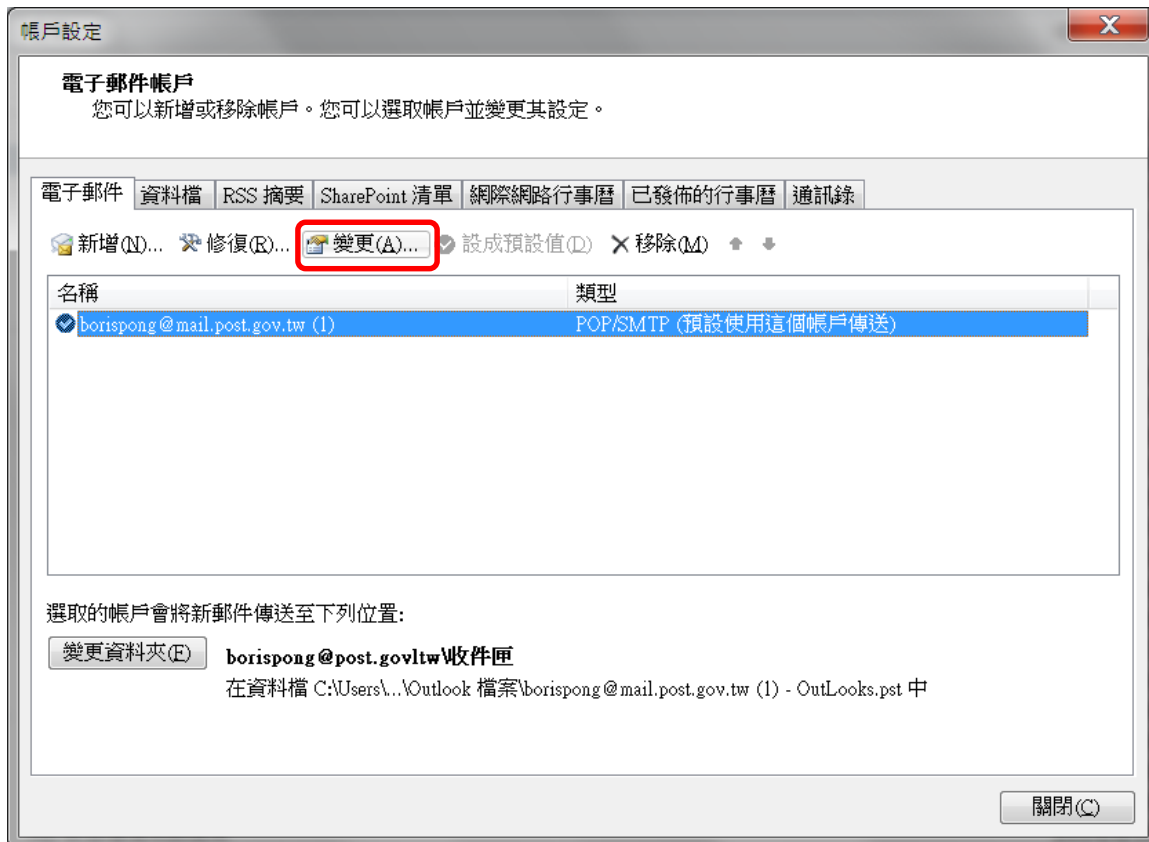 帳戶設定
電子郵件帳戶
您可以新增或移除帳戶。您可以選取帳戶並變更其設定。
電子郵件 資料檔 RSS 摘要 SharePoint 清單 網際網路行事曆 已發佈的行事曆 通訊錄
新增(N)... 修復(R)... 變更(A)... 設成預設值(D) 移除(M)
名稱 類型
borispong@mail.post.gov.tw (1) POP/SMTP (預設使用這個帳戶傳送)
選取的帳戶會將新郵件傳送至下列位置:
變更資料夾(F) borispong@post.govltw\收件匣
在資料檔 C:\Users\...\Outlook 檔案\borispong@mail.post.gov.tw (1) - OutLooks.pst 中
關閉(C)